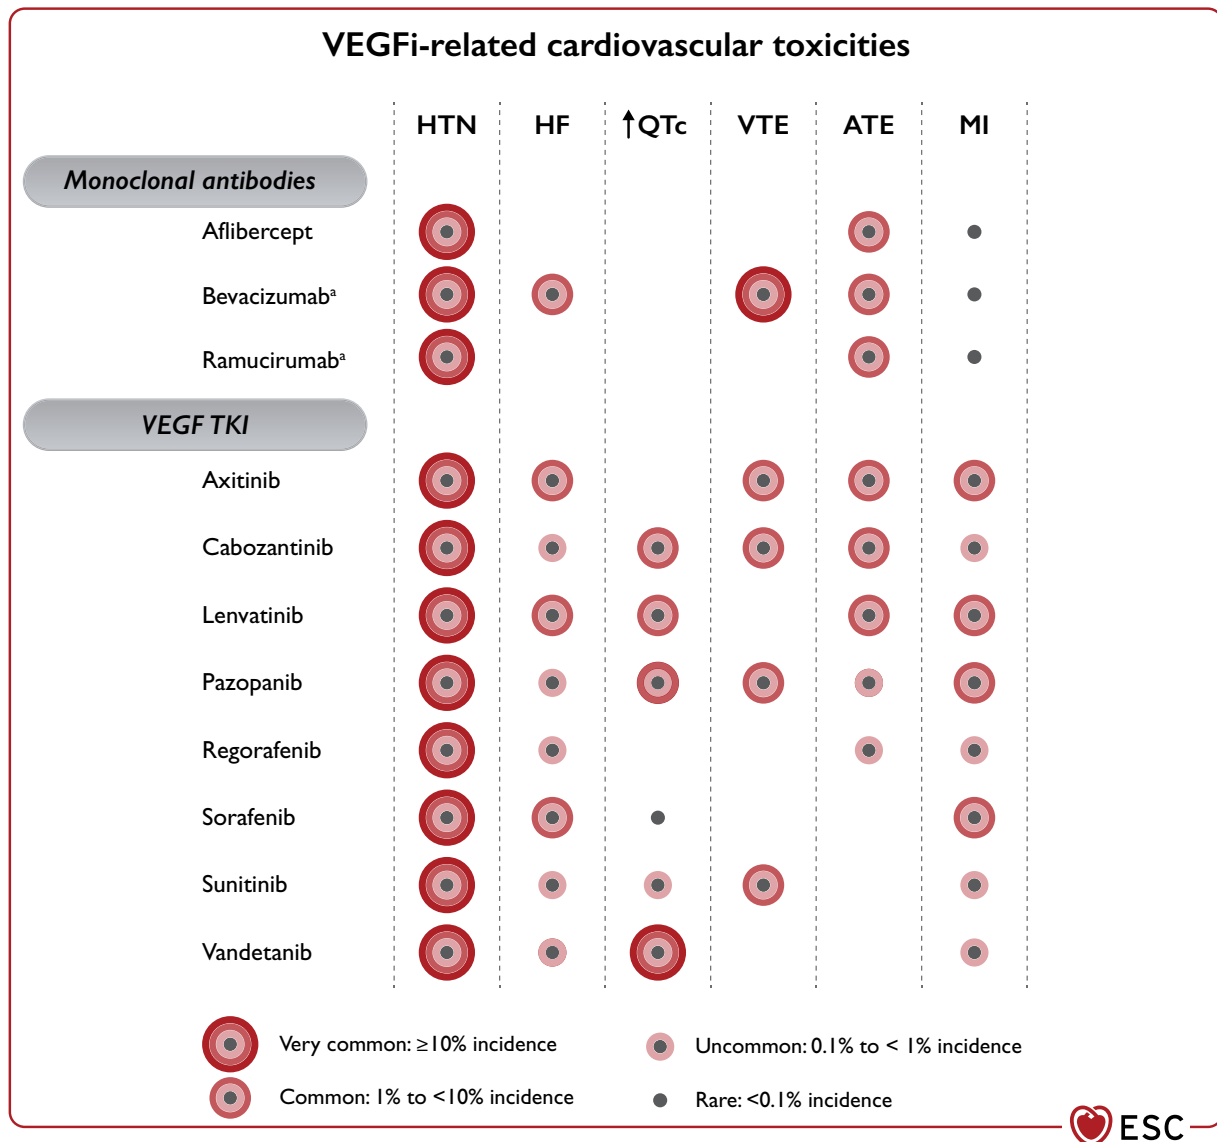 VEGFi-related cardiovascular toxicities
HTN HF ↑QTc VTE ATE MI
Monoclonal antibodies
Aflibercept
Bevacizumabᵃ
Ramucirumabᵃ
VEGF TKI
Axitinib
Cabozantinib
Lenvatinib
Pazopanib
Regorafenib
Sorafenib
Sunitinib
Vandetanib
Very common: ≥10% incidence
Uncommon: 0.1% to < 1% incidence
Common: 1% to <10% incidence
Rare: <0.1% incidence
ESC